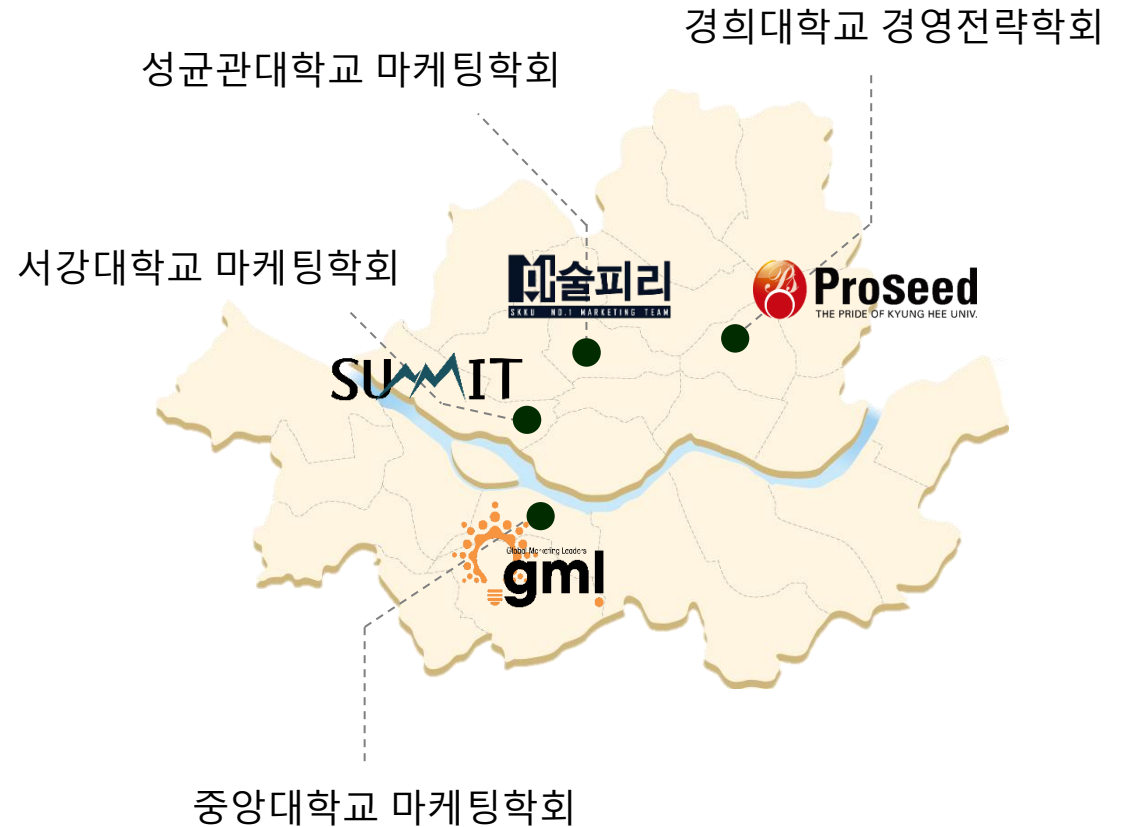 경희대학교 경영전략학회
성균관대학교 마케팅학회
서강대학교 마케팅학회
마술피리
SKKU NO.1 MARKETING TEAM
ProSeed
THE PRIDE OF KYUNG HEE UNIV.
SUMMIT
Global Marketing Leaders
gml
중앙대학교 마케팅학회